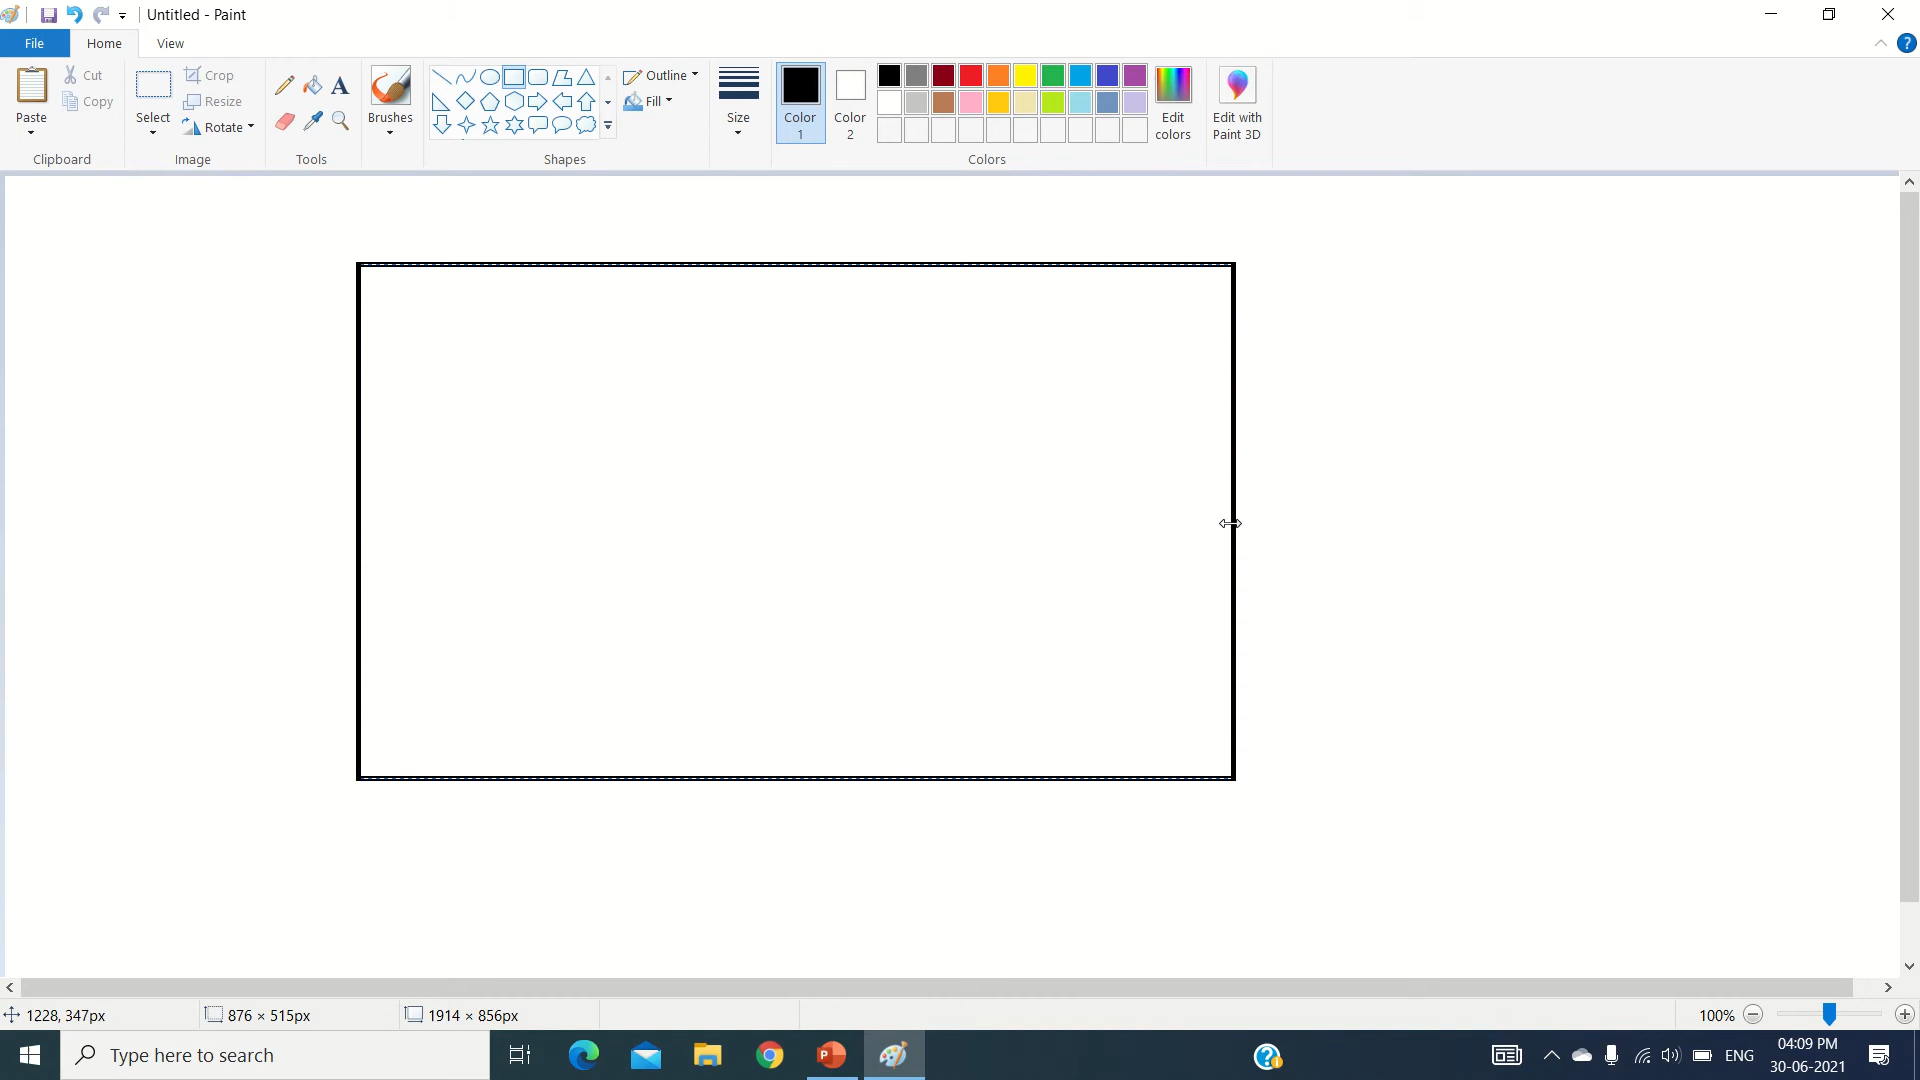 Untitled - Paint
File
Home
View
Paste
Cut
Copy
Clipboard
Select
Crop
Resize
Rotate
Image
A
Tools
Brushes
Outline
Fill
Shapes
Size
Color
1
Color
2
Edit
colors
Colors
Edit with
Paint 3D
1228, 347px
876 × 515px
1914 × 856px
100%
Type here to search
ENG
04:09 PM
30-06-2021